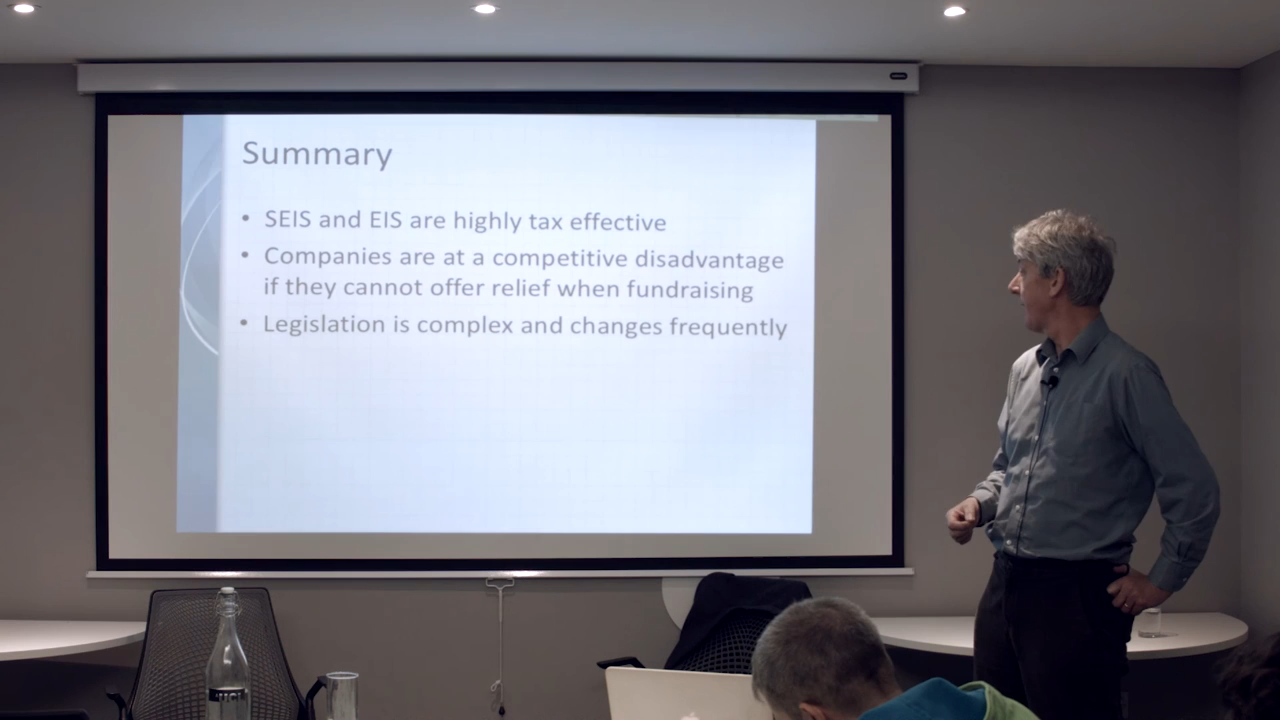 Summary
• SEIS and EIS are highly tax effective
• Companies are at a competitive disadvantage
if they cannot offer relief when fundraising
• Legislation is complex and changes frequently